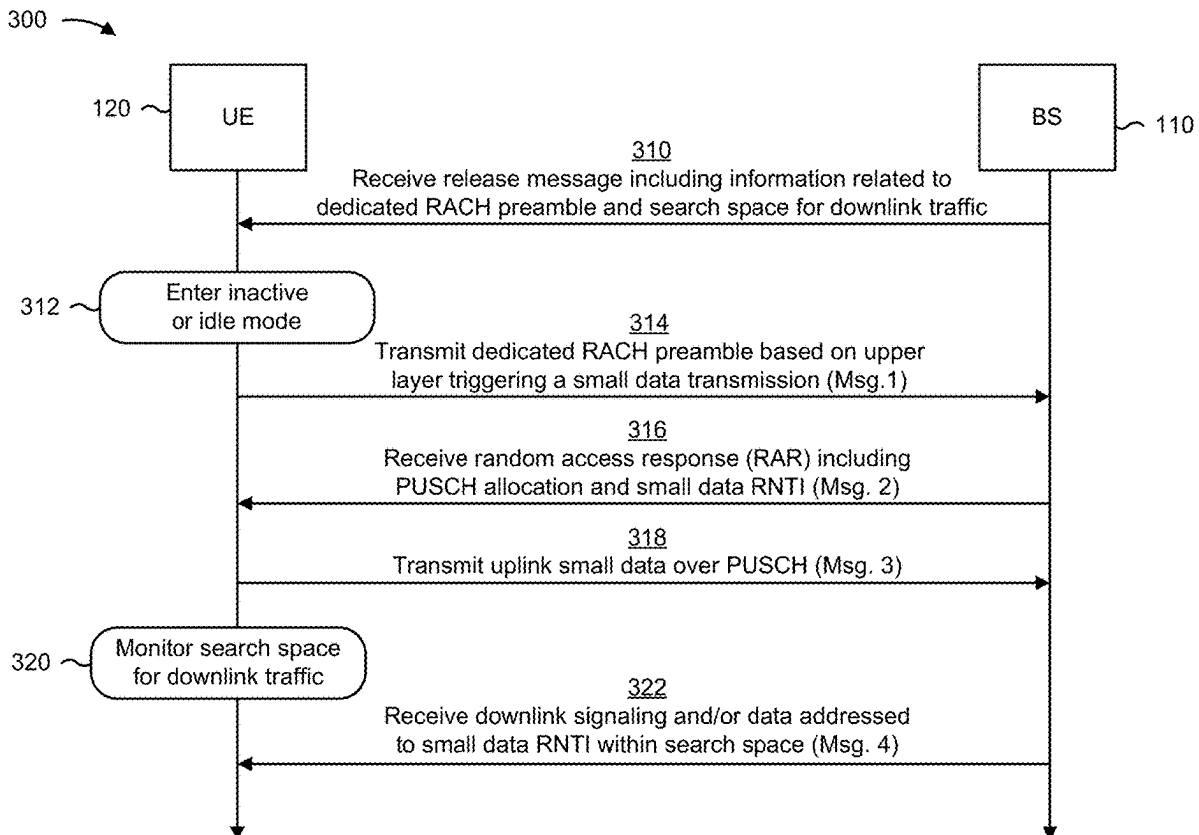 300
120
UE
BS
110
310
Receive release message including information related to
dedicated RACH preamble and search space for downlink traffic
312
Enter inactive
or idle mode
314
Transmit dedicated RACH preamble based on upper
layer triggering a small data transmission (Msg.1)
316
Receive random access response (RAR) including
PUSCH allocation and small data RNTI (Msg. 2)
318
Transmit uplink small data over PUSCH (Msg. 3)
320
Monitor search space
for downlink traffic
322
Receive downlink signaling and/or data addressed
to small data RNTI within search space (Msg. 4)